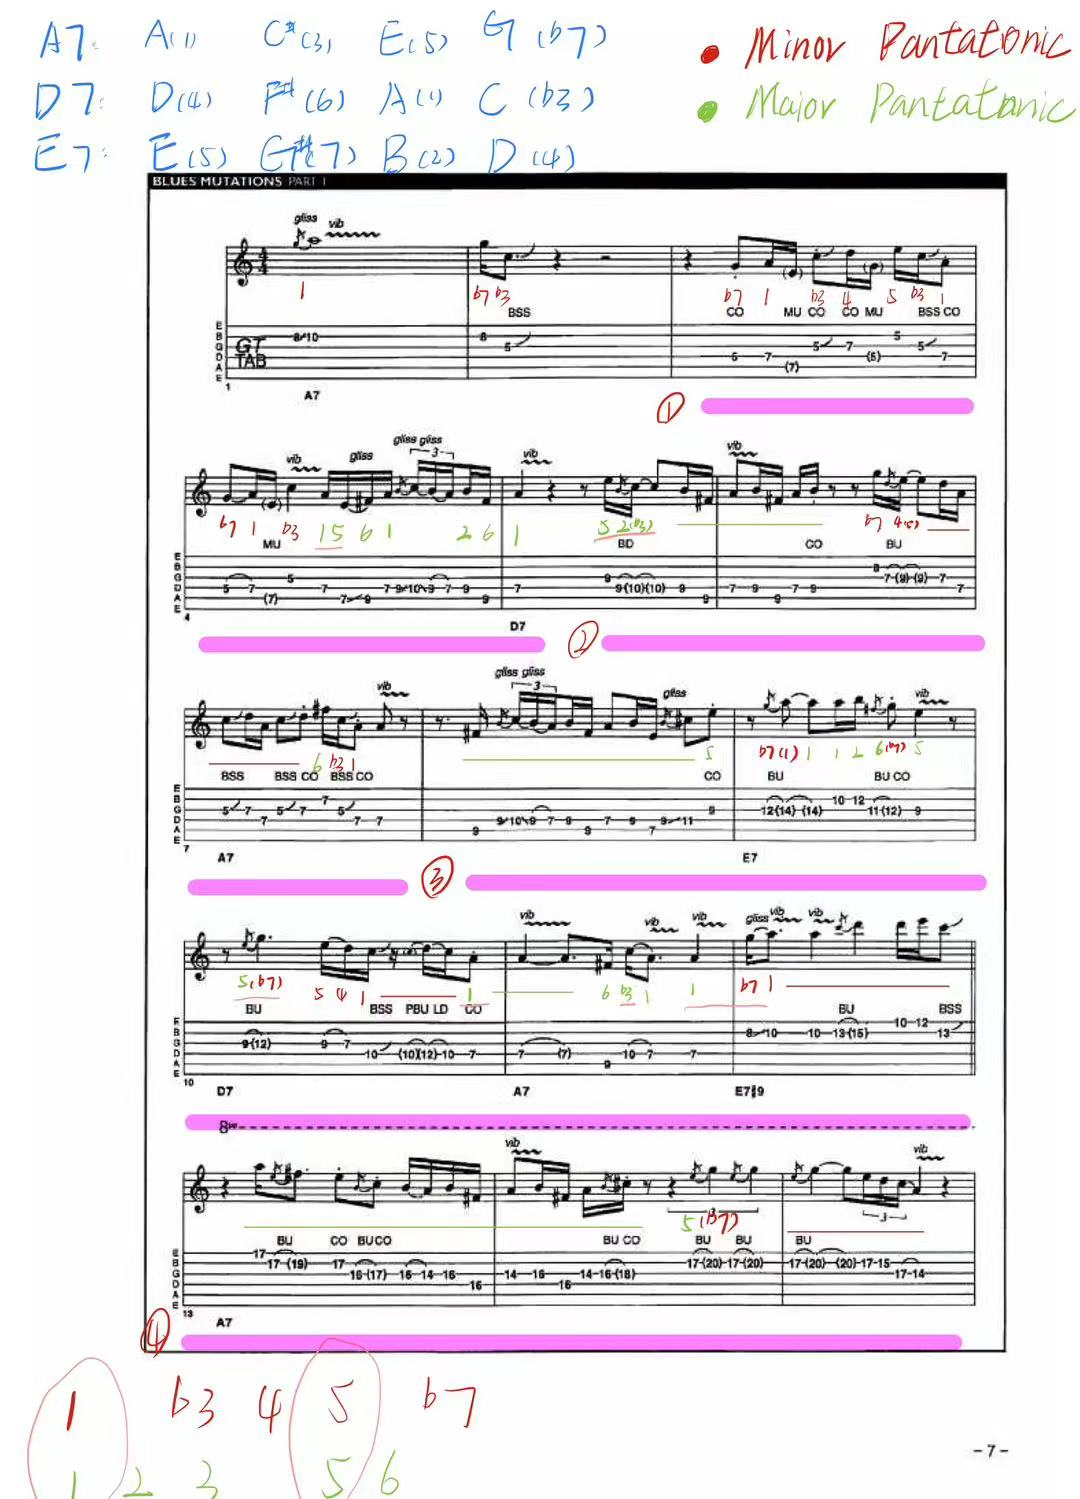 A7: A(1) C#(3) E(5) G(b7)
• Minor Pantatonic
D7: D(4) F#(6) A(1) C(b3)
• Maior Pantatonic
E7: E(5) G#(7) B(2) D(4)
BLUES MUTATIONS PART 1
gliss vib
1 b7 b3 b7 1 b3 4 5 b3 1
BSS CO MU CO CO MU BSS CO
E
B
G
D
A
E
GT
TAB
8 10 8 5 5 7 (7) 5 7 (5) 5 5 7
1
A7
①
vib gliss gliss gliss 3 vib vib
b7 1 b3 1 5 6 1 2 6 1 5 2(b3) b7 4(5)
MU BD CO BU
E
B
G
D
A
E
5 7 (7) 5 7 7 9 7 9 10 9 7 9 9 7 9 9(10)(10) 9 9 7 9 9 7 9 8 7(9)(9) 7 7
4
D7
②
vib gliss gliss 3 gliss vib
6 b3 1 5 b7(1) 1 1 2 6(b7) 5
BSS BSS CO BSS CO CO BU BU CO
E
B
G
D
A
E
5 7 7 5 7 7 5 7 7 9 9 10 9 7 9 9 7 9 7 9 11 9 12(14) (14) 10 12 11(12) 9
7
A7 E7
③
vib vib vib gliss vib vib
5(b7) 5 4 1 1 6 b3 1 1 b7 1
BU BSS PBU LD CO BU BSS
E
B
G
D
A
E
9(12) 9 7 10 (10)(12) 10 7 7 (7) 9 10 7 7 8 10 10 13(15) 10 12 13
10
D7 A7 E7#9
8va
vib vib
5(b7) 3 3
BU CO BU CO BU CO BU BU BU
E
B
G
D
A
E
17 17 (19) 17 16 (17) 16 14 16 16 14 16 16 14 16 (18) 17 (20) 17 (20) 17 (20) (20) 17 15 17 14
13
A7
④
1 b3 4 5 b7
1 2 3 5 6
- 7 -